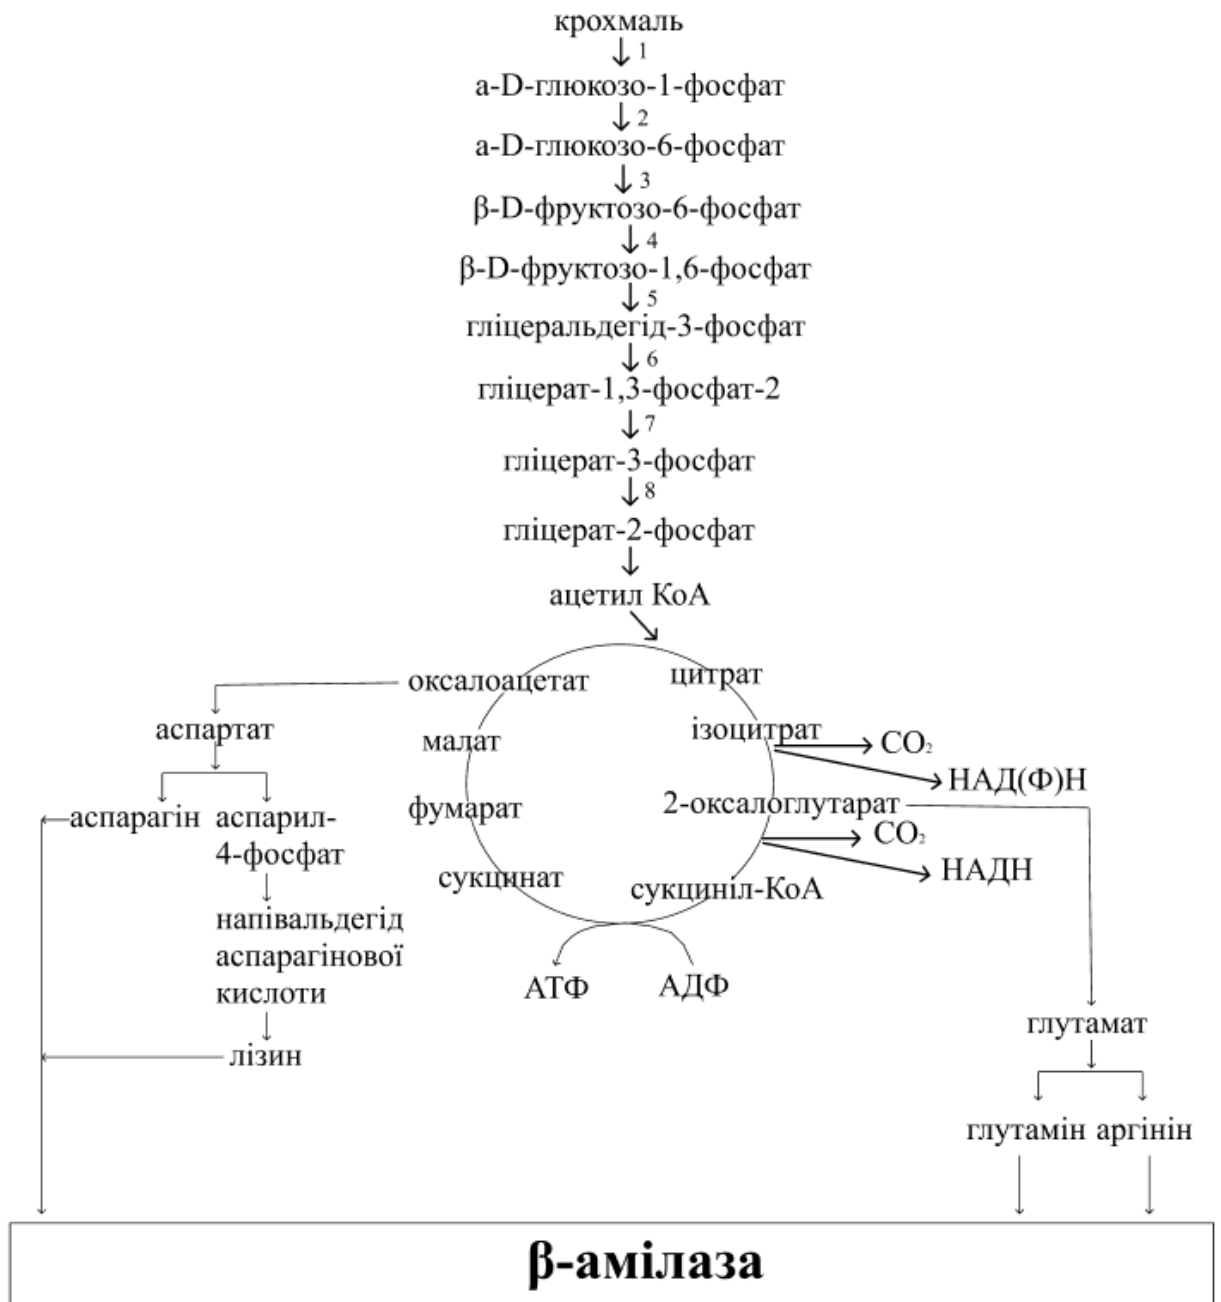 крохмаль
1
а-D-глюкозо-1-фосфат
2
а-D-глюкозо-6-фосфат
3
β-D-фруктозо-6-фосфат
4
β-D-фруктозо-1,6-фосфат
5
гліцеральдегід-3-фосфат
6
гліцерат-1,3-фосфат-2
7
гліцерат-3-фосфат
8
гліцерат-2-фосфат
ацетил КоА
оксалоацетат
цитрат
аспартат
малат
ізоцитрат
CO₂
НАД(Ф)Н
аспарагін
аспарил-
4-фосфат
фумарат
2-оксалоглутарат
CO₂
НАДН
сукцинат
сукциніл-КоА
напівальдегід
аспарагінової
кислоти
АТФ
АДФ
лізин
глутамат
глутамін аргінін
β-амілаза